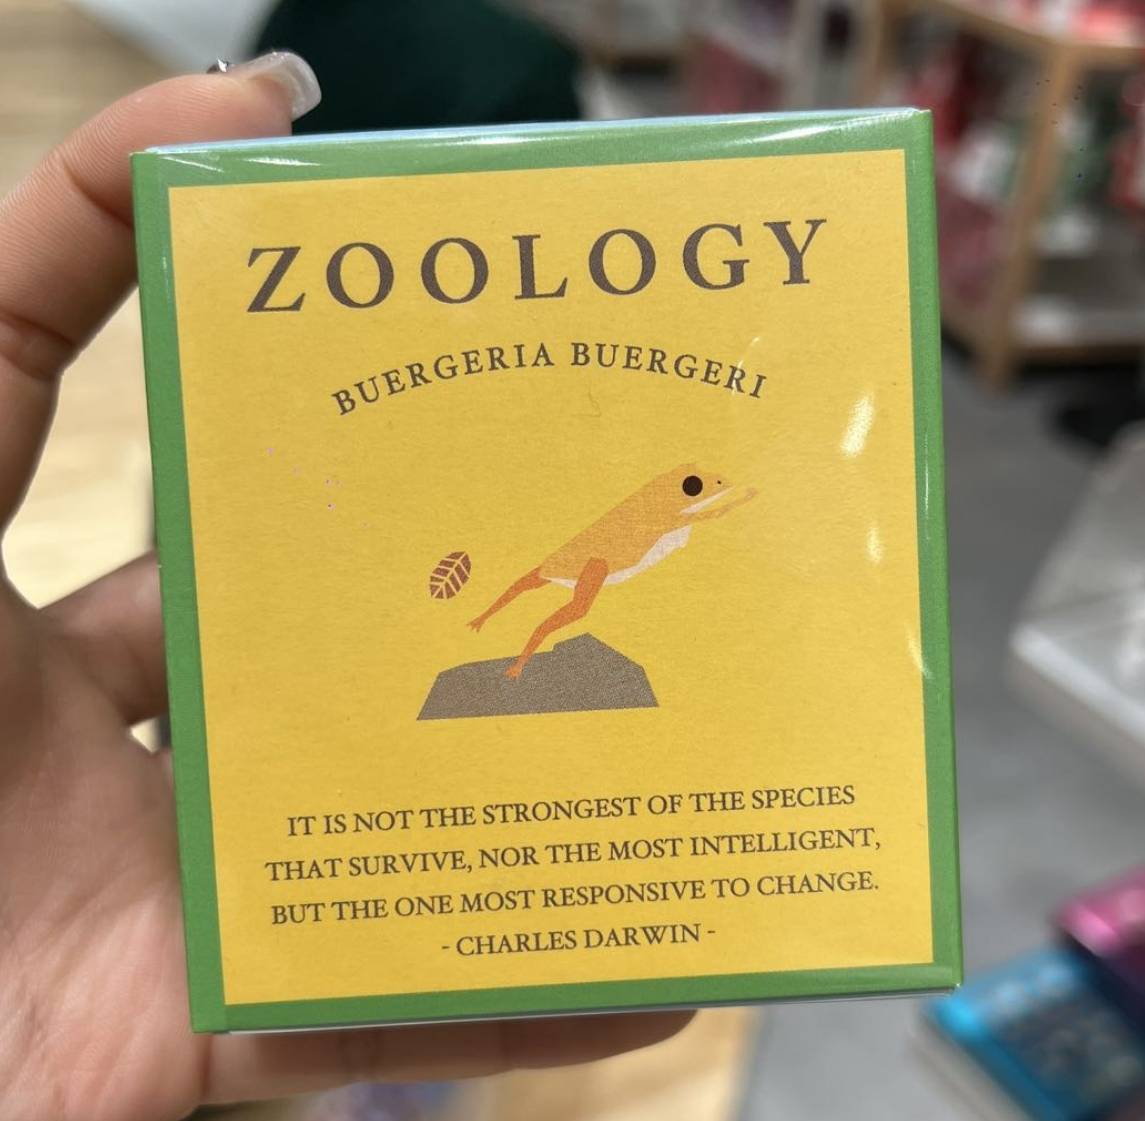 ZOOLOGY
BUERGERIA BUERGERI
IT IS NOT THE STRONGEST OF THE SPECIES
THAT SURVIVE, NOR THE MOST INTELLIGENT,
BUT THE ONE MOST RESPONSIVE TO CHANGE.
- CHARLES DARWIN -